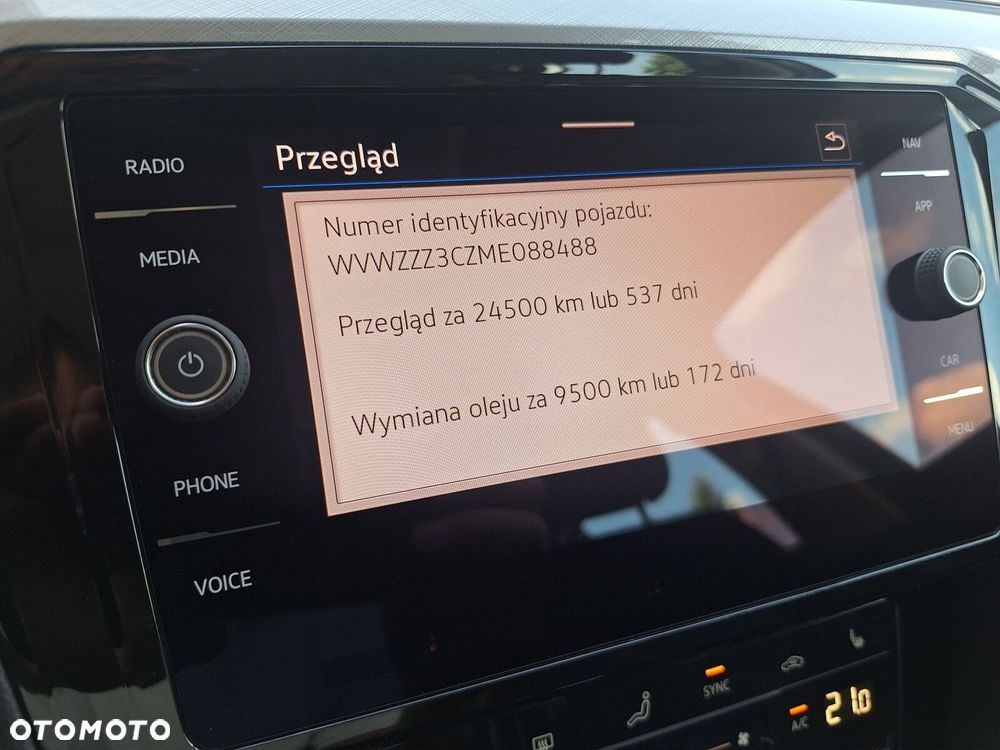 RADIO
MEDIA
PHONE
VOICE
Przegląd
Numer identyfikacyjny pojazdu:
WVWZZZ3CZME088488
Przegląd za 24500 km lub 537 dni
Wymiana oleju za 9500 km lub 172 dni
NAV
APP
CAR
MENU
SYNC
A/C
21.0
OTOMOTO